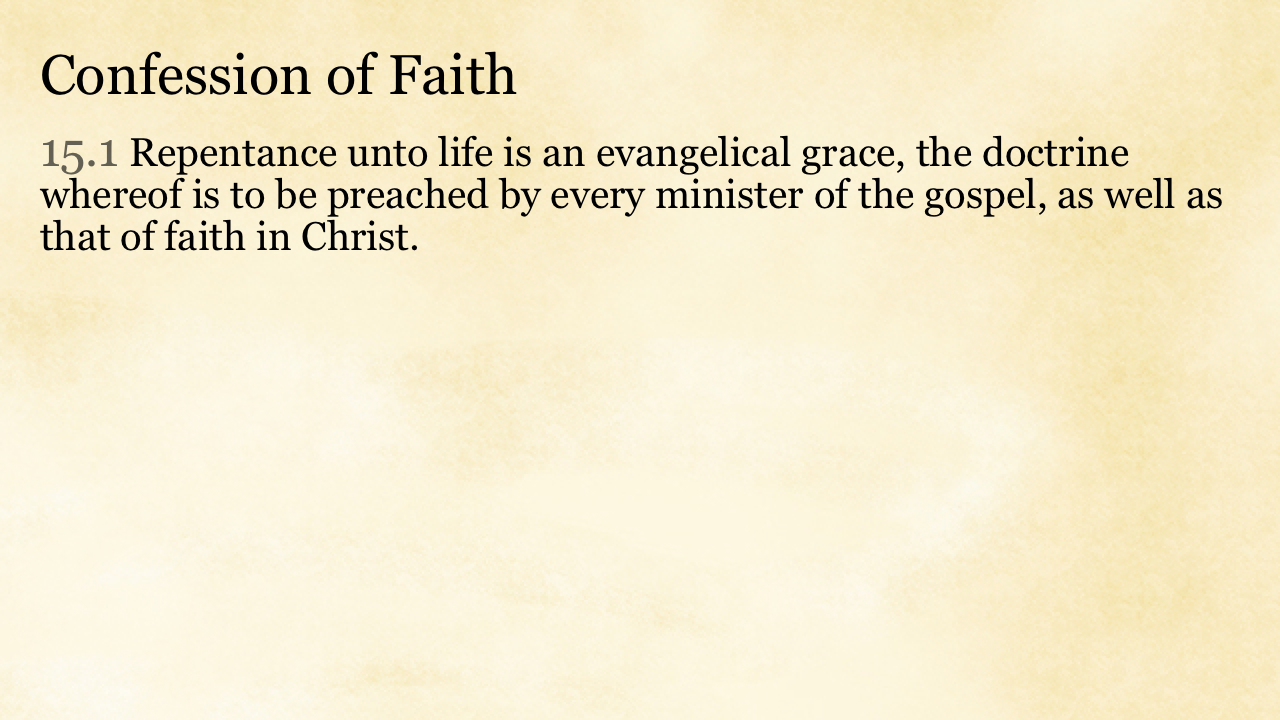 Confession of Faith
15.1 Repentance unto life is an evangelical grace, the doctrine
whereof is to be preached by every minister of the gospel, as well as
that of faith in Christ.